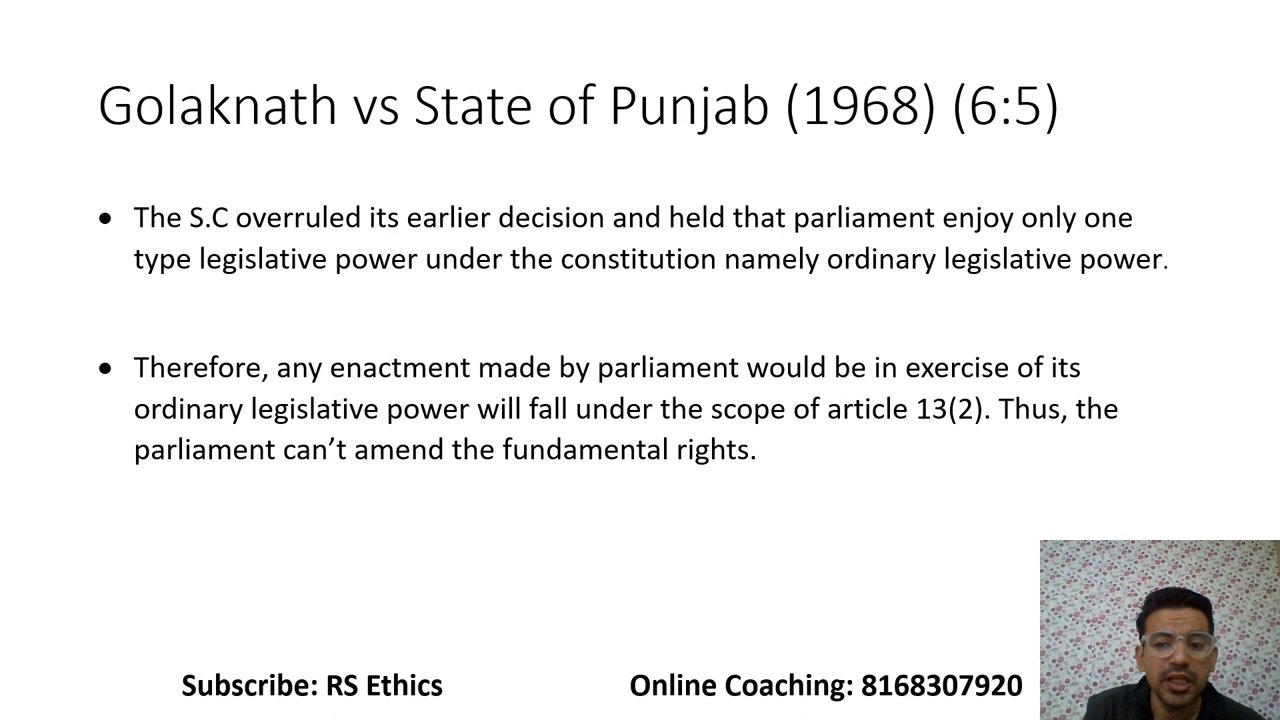 Golaknath vs State of Punjab (1968) (6:5)
• The S.C overruled its earlier decision and held that parliament enjoy only one
type legislative power under the constitution namely ordinary legislative power.
• Therefore, any enactment made by parliament would be in exercise of its
ordinary legislative power will fall under the scope of article 13(2). Thus, the
parliament can’t amend the fundamental rights.
Subscribe: RS Ethics
Online Coaching: 8168307920